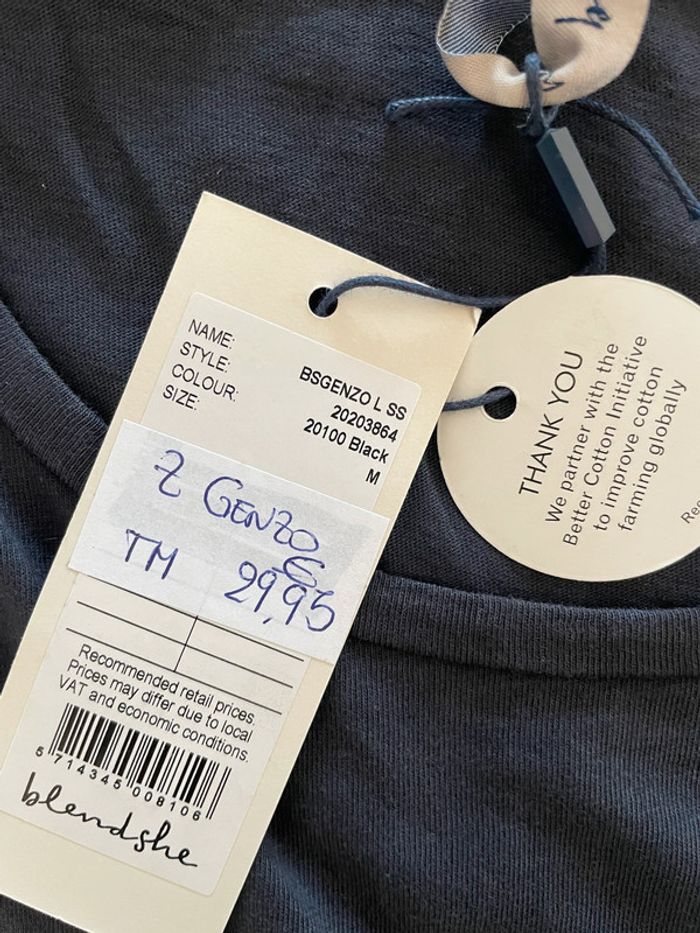 NAME: BSGENZO L SS
STYLE: 20203864
COLOUR: 20100 Black
SIZE: M
Z GENZO
TM €
29,95
Recommended retail prices.
Prices may differ due to local
VAT and economic conditions.
5 714345 008106
blendshe
THANK YOU
We partner with the
Better Cotton Initiative
to improve cotton
farming globally